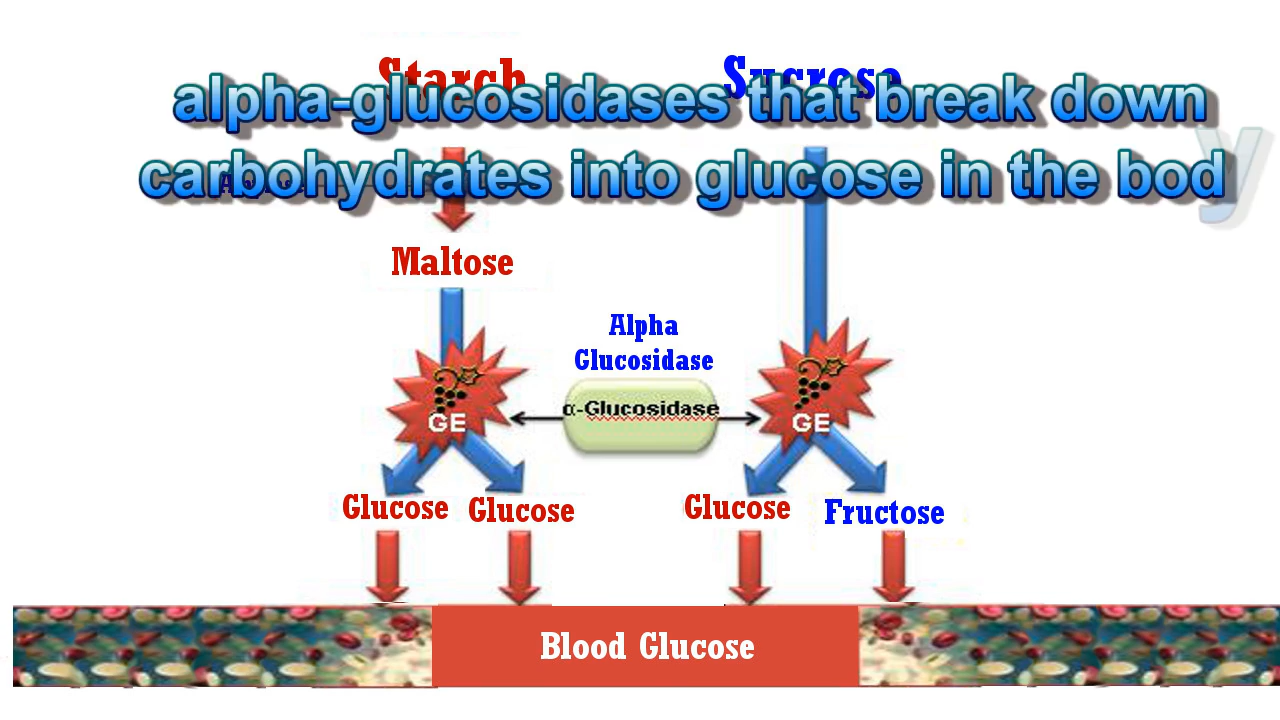 Starch
Sucrose
alpha-glucosidases that break down
carbohydrates into glucose in the body
Maltose
Alpha
Glucosidase
α-Glucosidase
GE
GE
Glucose
Glucose
Glucose
Fructose
Blood Glucose